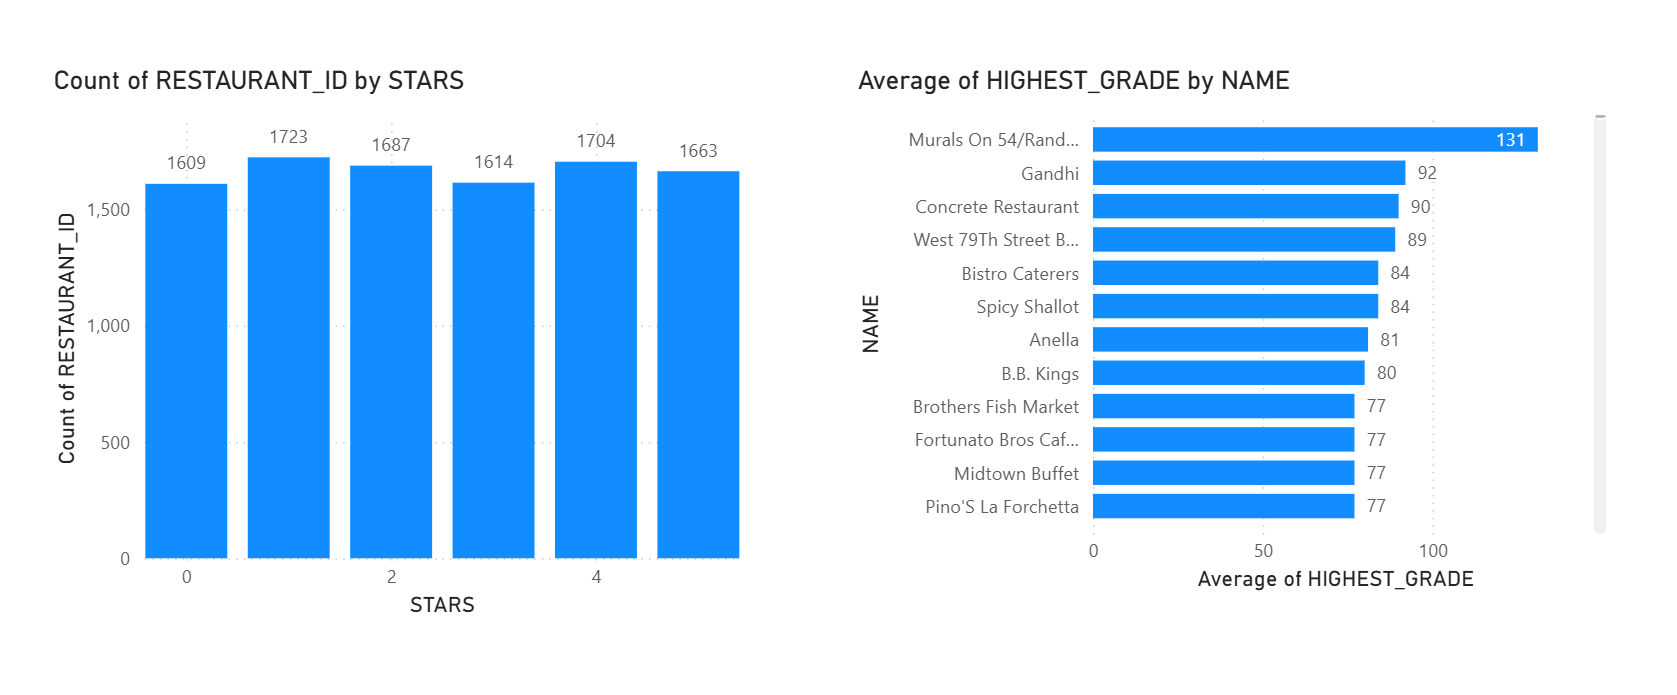 Count of RESTAURANT_ID by STARS
Count of RESTAURANT_ID
1,500
1,000
500
0
1609
1723
1687
1614
1704
1663
0 2 4
STARS
Average of HIGHEST_GRADE by NAME
NAME
Murals On 54/Rand... 131
Gandhi 92
Concrete Restaurant 90
West 79Th Street B... 89
Bistro Caterers 84
Spicy Shallot 84
Anella 81
B.B. Kings 80
Brothers Fish Market 77
Fortunato Bros Caf... 77
Midtown Buffet 77
Pino'S La Forchetta 77
0 50 100
Average of HIGHEST_GRADE